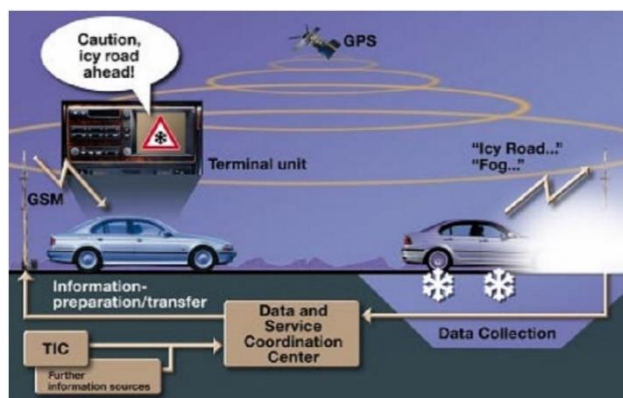 Caution,
icy road
ahead!
GPS
Terminal unit
"Icy Road..."
"Fog..."
GSM
Information-
preparation/transfer
Data and
Service
Coordination
Center
Data Collection
TIC
Further
information sources